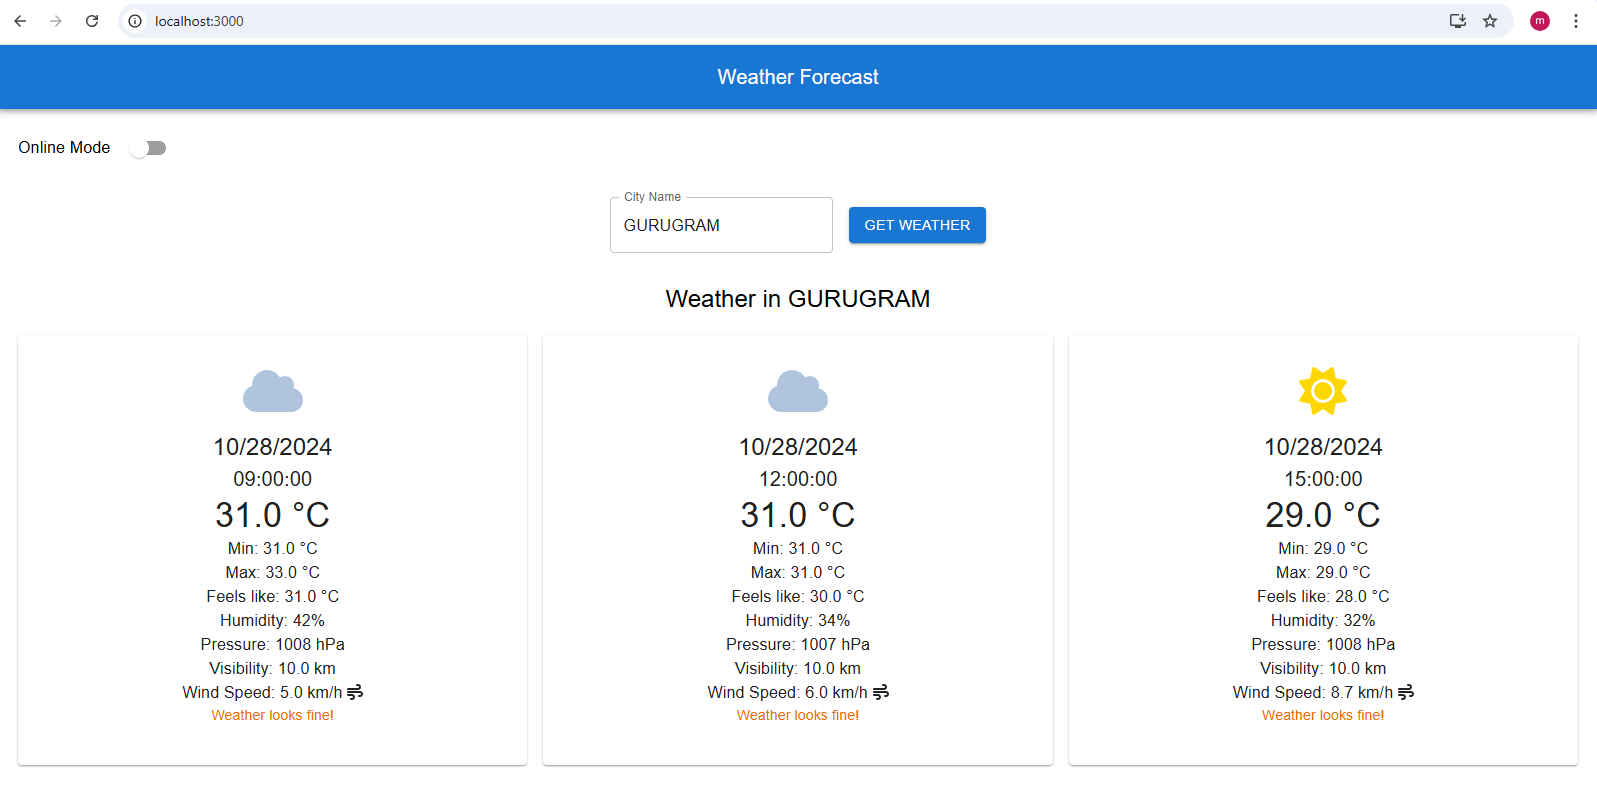 localhost:3000
m
Weather Forecast
Online Mode
City Name
GURUGRAM
GET WEATHER
Weather in GURUGRAM
10/28/2024
09:00:00
31.0 °C
Min: 31.0 °C
Max: 33.0 °C
Feels like: 31.0 °C
Humidity: 42%
Pressure: 1008 hPa
Visibility: 10.0 km
Wind Speed: 5.0 km/h
Weather looks fine!
10/28/2024
12:00:00
31.0 °C
Min: 31.0 °C
Max: 31.0 °C
Feels like: 30.0 °C
Humidity: 34%
Pressure: 1007 hPa
Visibility: 10.0 km
Wind Speed: 6.0 km/h
Weather looks fine!
10/28/2024
15:00:00
29.0 °C
Min: 29.0 °C
Max: 29.0 °C
Feels like: 28.0 °C
Humidity: 32%
Pressure: 1008 hPa
Visibility: 10.0 km
Wind Speed: 8.7 km/h
Weather looks fine!